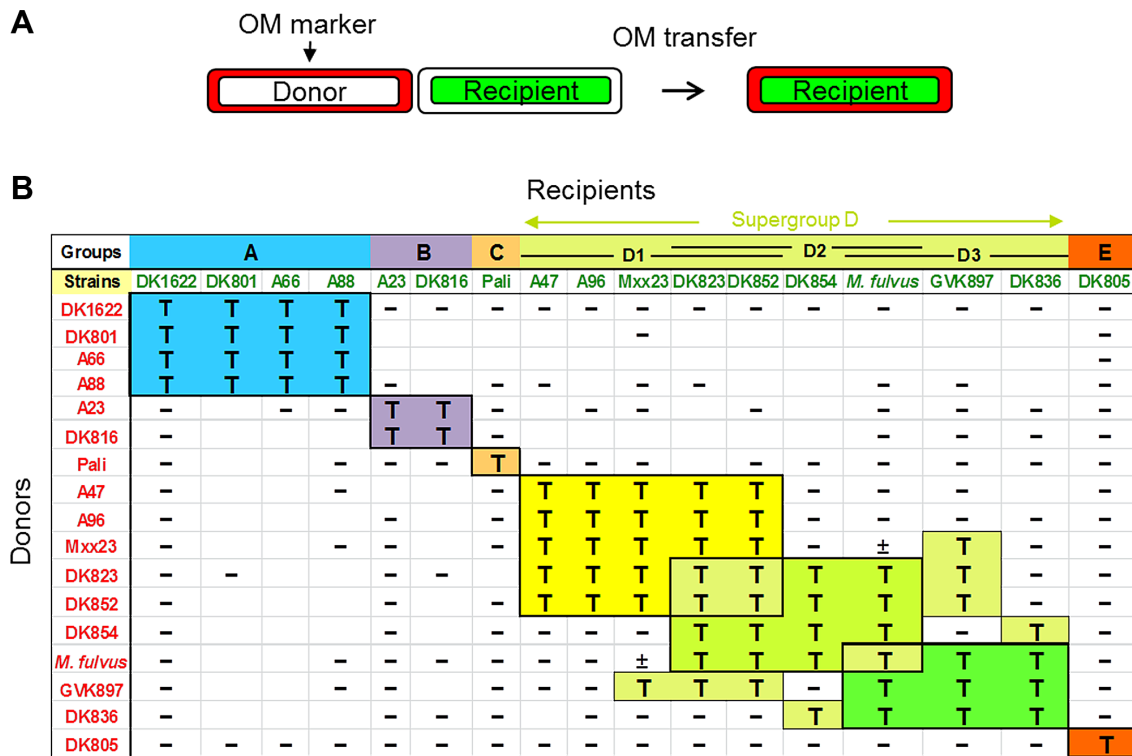 A
OM marker
OM transfer
Donor
Recipient
Recipient
B
Recipients
Supergroup D
Groups A B C D1 D2 D3 E
Strains DK1622 DK801 A66 A88 A23 DK816 Pali A47 A96 Mxx23 DK823 DK852 DK854 M. fulvus GVK897 DK836 DK805
Donors
DK1622 T T T T – – – – – – – – – – – – –
DK801 T T T T – –
A66 T T T T –
A88 T T T T – – – – – – – –
A23 – – – T T – – – – – – –
DK816 – T T – – – –
Pali – – – – T – – – – – – – –
A47 – – – T T T T T – – – –
A96 – – – T T T T T – – – – –
Mxx23 – – – – T T T T T – ± T – –
DK823 – – – – – T T T T T T T T – –
DK852 – – – T T T T T T T T – –
DK854 – – – – – – T T T T – T –
M. fulvus – – – – – – – ± T T T T T T –
GVK897 – – – – – – T T T – T T T –
DK836 – – – – – – – – – T T T T –
DK805 – – – – – – – – – – – – – – – – T